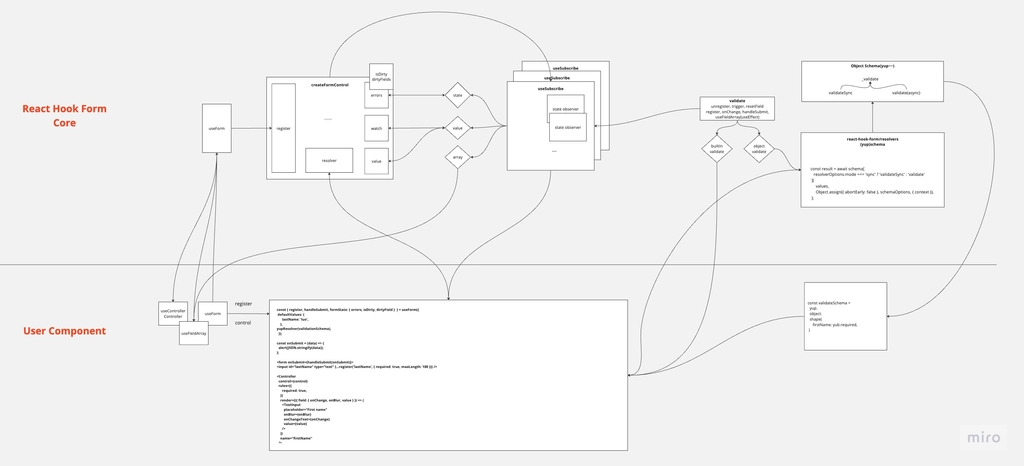 React Hook Form
Core
useForm
createFormControl
register
.....
resolver
isDirty
dirtyFields
errors
watch
value
state
value
array
useSubscribe
useSubscribe
useSubscribe
state observer
state observer
....
validate
unregister, trigger, resetField
register, onChange, handleSubmit,
useFieldArray(useEffect)
builtin
validate
object
validate
Object Schema(yup---)
_validate
validateSync
validate(async)
react-hook-form/resolvers
(yup)schema
const result = await schema[
resolverOptions.mode === 'sync' ? 'validateSync' : 'validate'
](
values,
Object.assign({ abortEarly: false }, schemaOptions, { context }),
);
User Component
useController
Controller
useFieldArray
useForm
register
control
const { register, handleSubmit, formState: { errors, isDirty, dirtyField } } = useForm({
defaultValues: {
lastName: 'luo',
},
yupResolver(validationSchema),
});
const onSubmit = (data) => {
alert(JSON.stringify(data));
};
<form onSubmit={handleSubmit(onSubmit)}>
<input id="lastName" type="text" {...register('lastName', { required: true, maxLength: 100 })} />
<Controller
control={control}
rules={{
required: true,
}}
render={({ field: { onChange, onBlur, value } }) => (
<TextInput
placeholder="First name"
onBlur={onBlur}
onChangeText={onChange}
value={value}
/>
)}
name="firstName"
/>
const validateSchema =
yup.
object.
shape(
firstName: yub.required,
)
miro